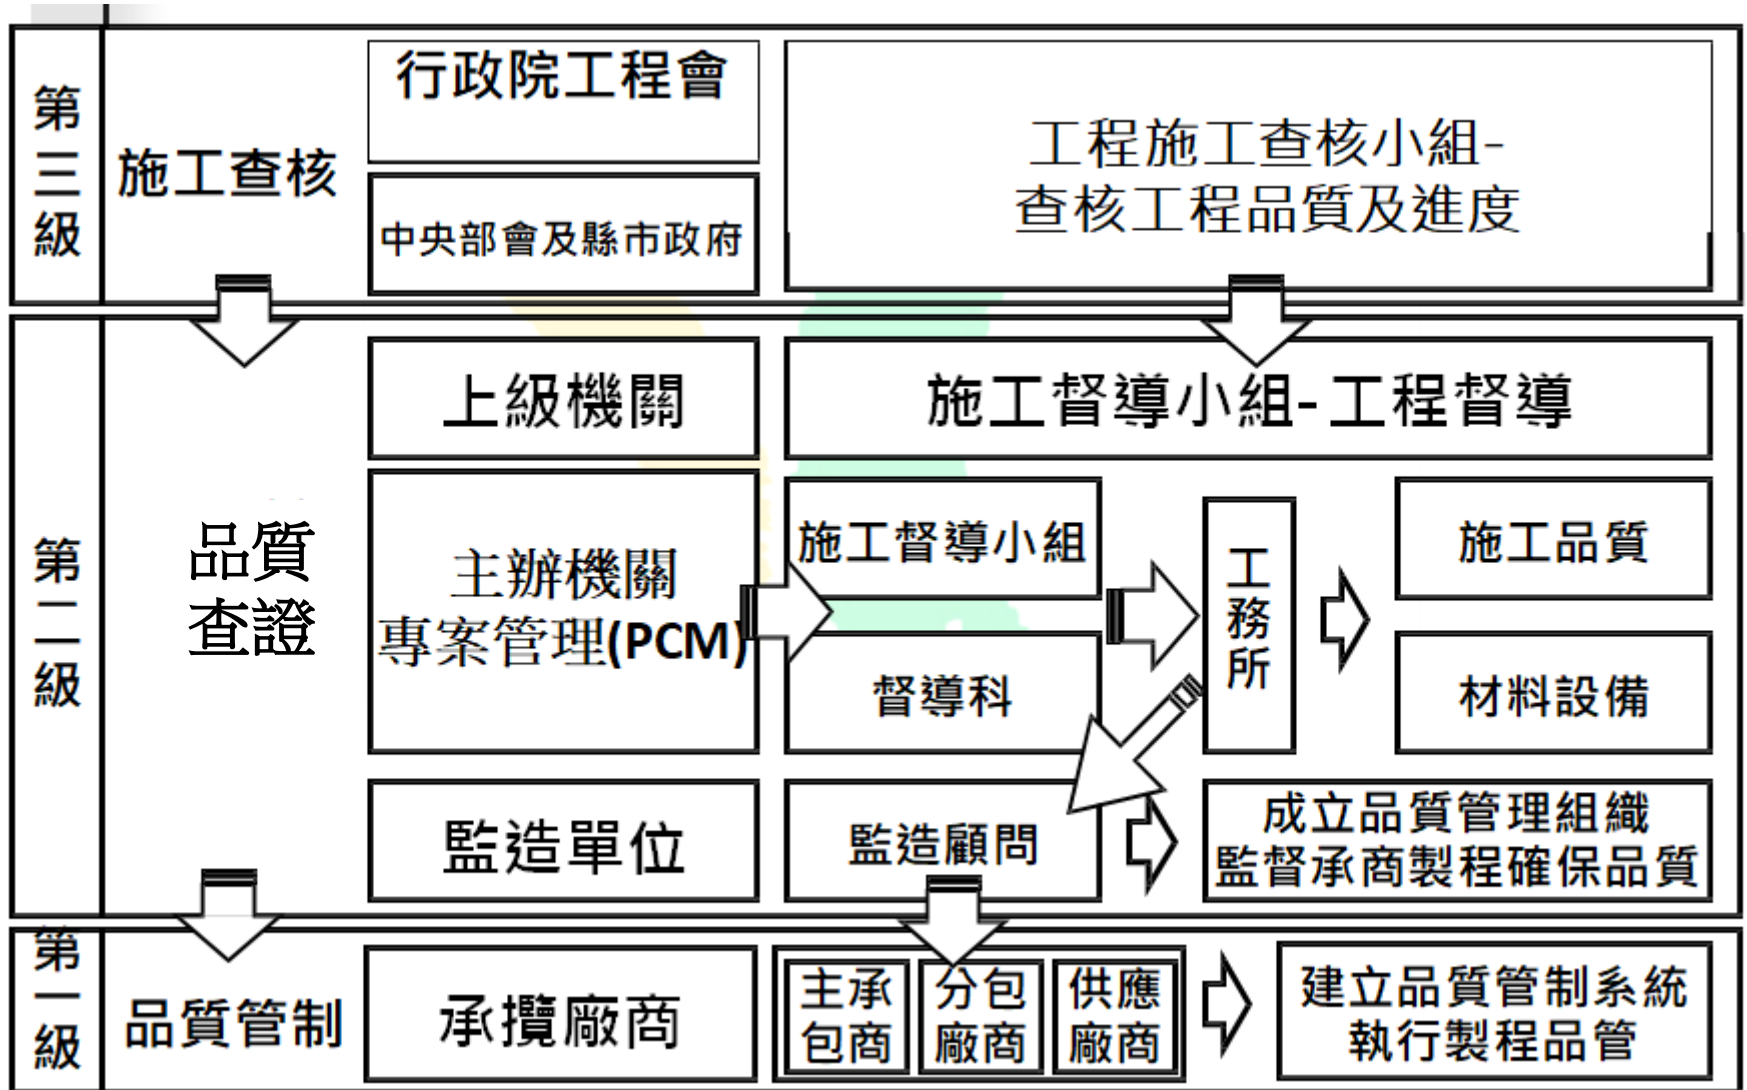 第三級
施工查核
行政院工程會
中央部會及縣市政府
工程施工查核小組-
查核工程品質及進度
第二級
品質
查證
上級機關
施工督導小組-工程督導
主辦機關
專案管理(PCM)
施工督導小組
督導科
工務所
施工品質
材料設備
監造單位
監造顧問
成立品質管理組織
監督承商製程確保品質
第一級
品質管制
承攬廠商
主承
包商
分包
廠商
供應
廠商
建立品質管制系統
執行製程品管